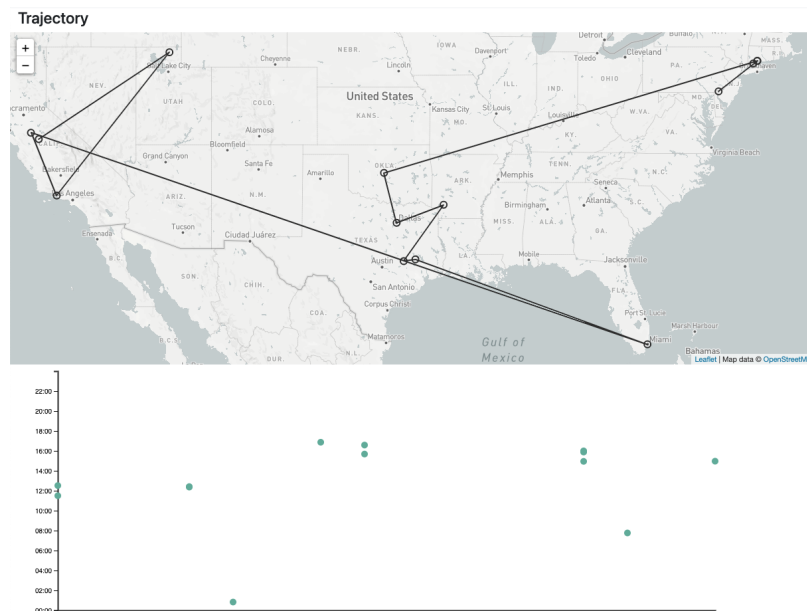 Trajectory
+
−
Detroit
Buffalo,
MASS.
IOWA
Davenport
Toledo
Cleveland
NEBR.
Cheyenne
Lincoln
Lake City
NEV.
UTAH
COLO.
United States
ILL.
IND.
OHIO
PA.
Kansas City
St. Louis
MD.
DE
KANS.
MO.
Louisville
W.VA.
VA.
KY.
Alamosa
Bloomfield
Grand Canyon
Santa Fe
Virginia Beach
Bakersfield
Amarillo
OKLA
TENN.
N.C.
Memphis
Seneca
s Angeles
ARIZ.
N.M.
ARK.
Birmingham
Atlanta
S.C.
Dallas
MISS.
ALA.
GA.
Ensenada
Tucson
Ciudad Juárez
TEXAS
B.C.
Austin
LA.
Mobile
Jacksonville
SON.
CHIH.
San Antonio
Corpus Christi
FLA.
COA.
Port St. Lucie
Marsh Harbour
B.C.S.
Matamoros
Gulf of
Mexico
Miami
Bahamas
DUR.
N.L.
Leaflet | Map data © OpenStreetM
22:00
20:00
18:00
16:00
14:00
12:00
10:00
08:00
06:00
04:00
02:00
00:00